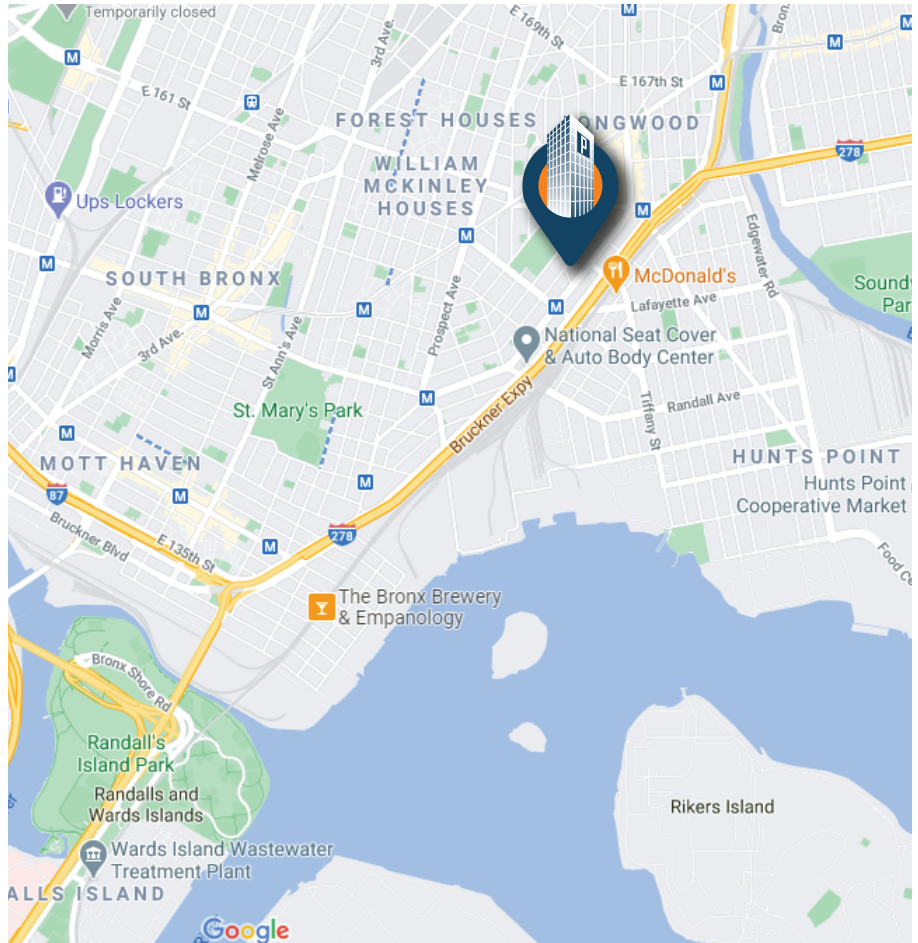 Temporarily closed
E 169th St
3rd Ave.
M
M
Bron
M
M
E 161 St
E 167th St
M
Melrose Ave
FOREST HOUSES
LONGWOOD
P
278
WILLIAM
MCKINLEY
HOUSES
Ups Lockers
M
M
Edgewater Rd
M
SOUTH BRONX
McDonald's
Soundv
Par
Lafayette Ave
M
M
M
Morris Ave
3rd Ave.
St Ann's Ave
Prospect Ave
National Seat Cover
& Auto Body Center
M
M
St. Mary's Park
Bruckner Expy
Tiffany St
Randall Ave
M
MOTT HAVEN
HUNTS POINT
M
Hunts Point
Cooperative Market
87
M
Bruckner Blvd
E 135th St
278
M
Food Ce
The Bronx Brewery
& Empanology
Bronx Shore Rd
Randall's
Island Park
Randalls and
Wards Islands
Rikers Island
Wards Island Wastewater
Treatment Plant
ALLS ISLAND
Google